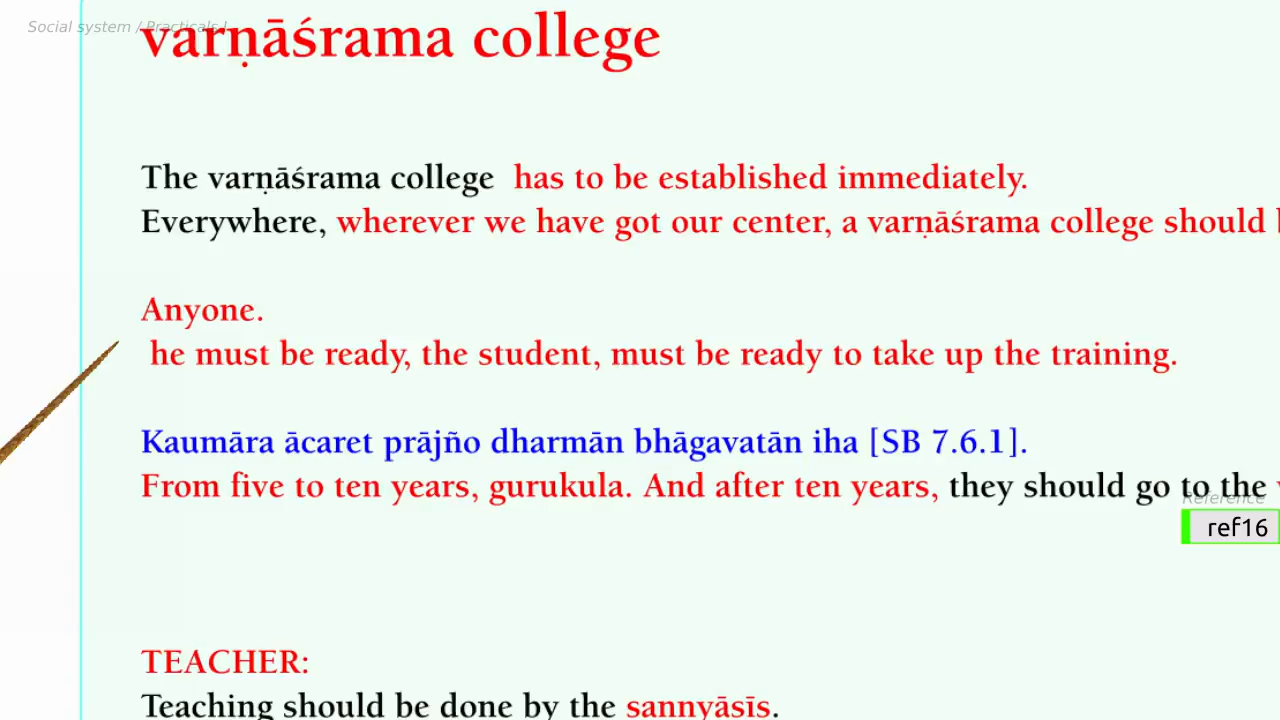 Social system / Practicals I
varṇāśrama college
The varṇāśrama college has to be established immediately.
Everywhere, wherever we have got our center, a varṇāśrama college should
Anyone.
he must be ready, the student, must be ready to take up the training.
Kaumāra ācaret prājño dharmān bhāgavatān iha [SB 7.6.1].
From five to ten years, gurukula. And after ten years, they should go to the
Reference
ref16
TEACHER:
Teaching should be done by the sannyāsīs.